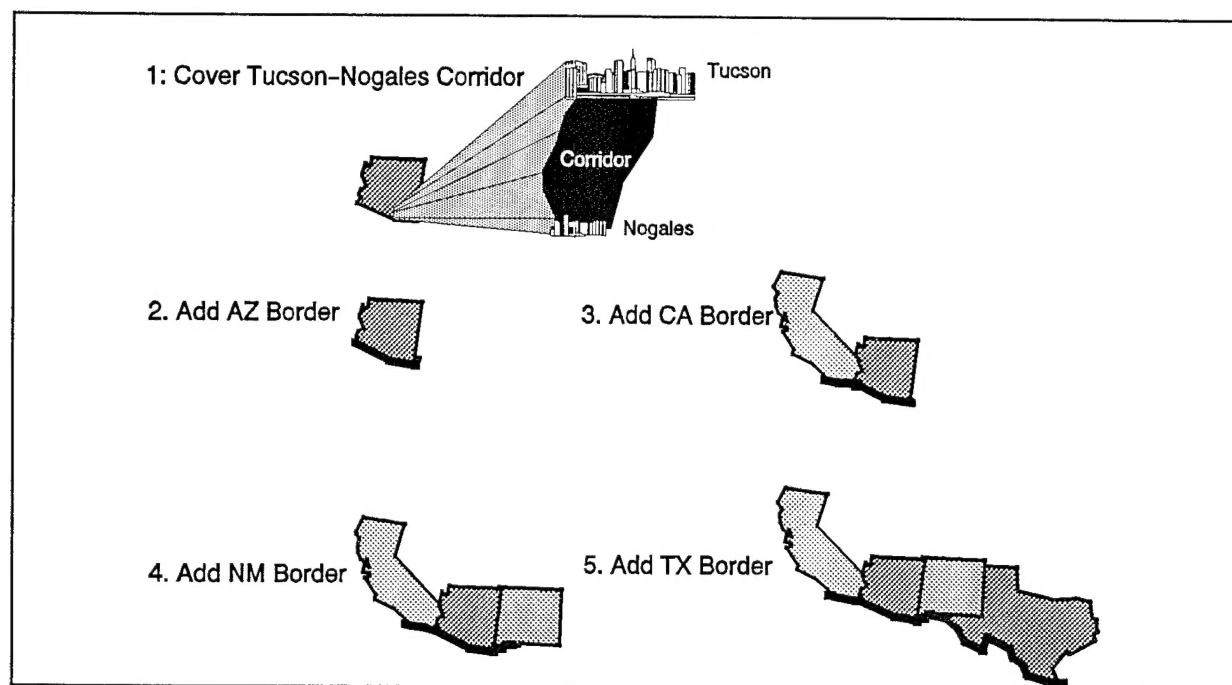 1: Cover Tucson–Nogales Corridor
Tucson
Corridor
Nogales
2. Add AZ Border
3. Add CA Border
4. Add NM Border
5. Add TX Border